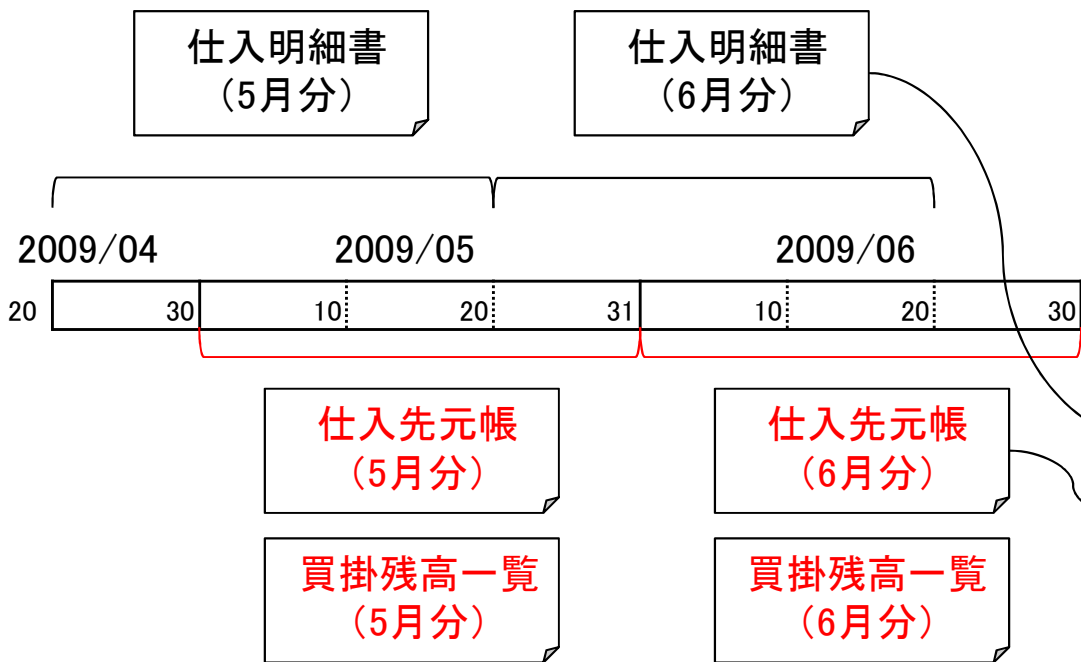 仕入明細書
(5月分)
仕入明細書
(6月分)
2009/04
2009/05
2009/06
20
30
10
20
31
10
20
30
仕入先元帳
(5月分)
仕入先元帳
(6月分)
買掛残高一覧
(5月分)
買掛残高一覧
(6月分)